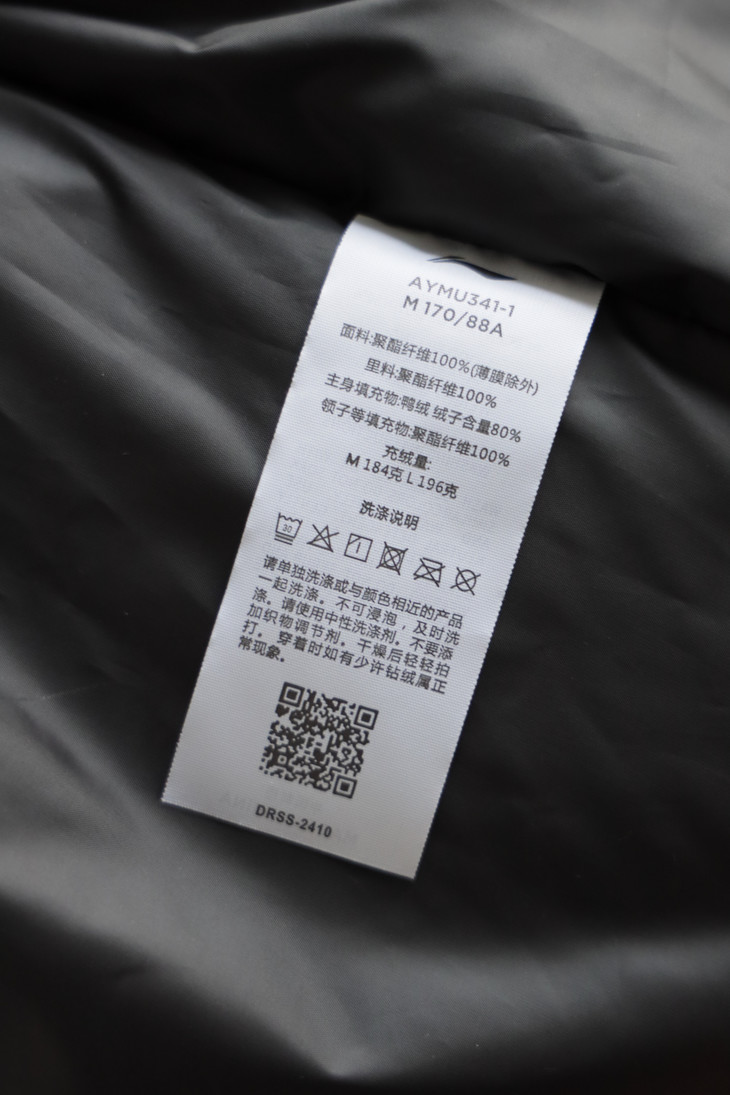 AYMU341-1
M 170/88A
面料:聚酯纤维100%(薄膜除外)
里料:聚酯纤维100%
主身填充物:鸭绒 绒子含量80%
领子等填充物:聚酯纤维100%
充绒量:
M 184克 L 196克
洗涤说明
30
请单独洗涤或与颜色相近的产品
一起洗涤。不可浸泡，及时洗
涤。请使用中性洗涤剂。不要添
加织物调节剂。干燥后轻轻拍
打。穿着时如有少许钻绒属正
常现象。
DRSS-2410